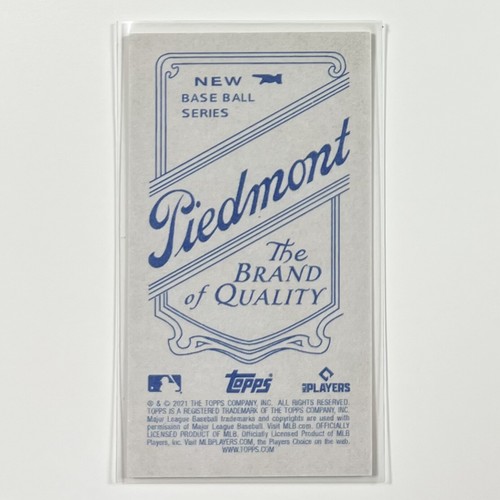 NEW
BASE BALL
SERIES
Piedmont
The
BRAND
of QUALITY
topps®
MLB PLAYERS
® & © 2021 THE TOPPS COMPANY, INC. ALL RIGHTS RESERVED.
TOPPS IS A REGISTERED TRADEMARK OF THE TOPPS COMPANY, INC.
Major League Baseball trademarks and copyrights are used with
permission of Major League Baseball. Visit MLB.com. OFFICIALLY
LICENSED PRODUCT OF MLB. Officially Licensed Product of MLB
Players, Inc. Visit MLBPLAYERS.COM, the Players Choice on the web.
WWW.TOPPS.COM